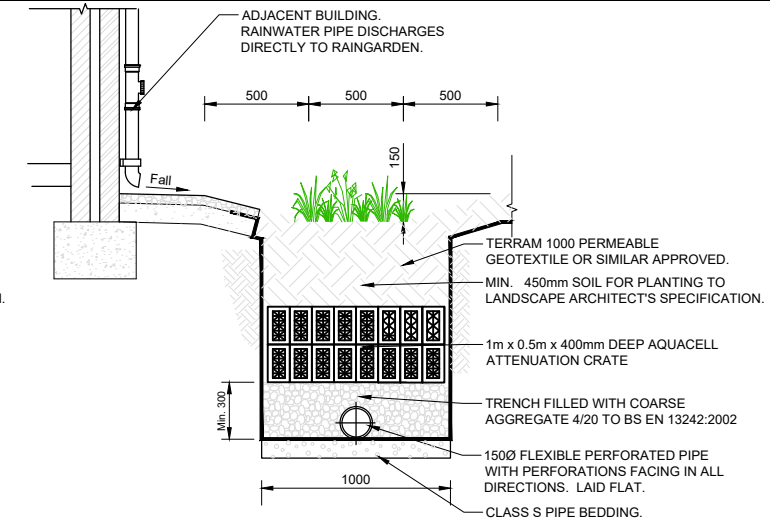 ADJACENT BUILDING.
RAINWATER PIPE DISCHARGES
DIRECTLY TO RAINGARDEN.
500
500
500
150
Fall
TERRAM 1000 PERMEABLE
GEOTEXTILE OR SIMILAR APPROVED.
MIN. 450mm SOIL FOR PLANTING TO
LANDSCAPE ARCHITECT'S SPECIFICATION.
1m x 0.5m x 400mm DEEP AQUACELL
ATTENUATION CRATE
Min. 300
TRENCH FILLED WITH COARSE
AGGREGATE 4/20 TO BS EN 13242:2002
150Ø FLEXIBLE PERFORATED PIPE
WITH PERFORATIONS FACING IN ALL
DIRECTIONS. LAID FLAT.
1000
CLASS S PIPE BEDDING.